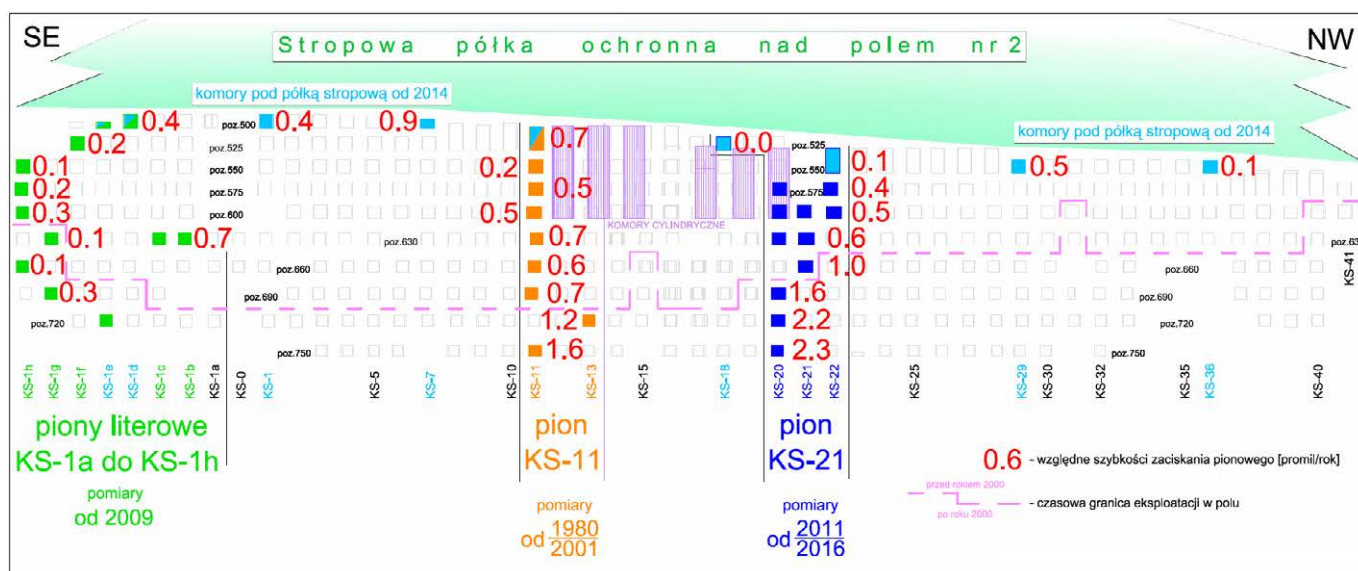 SE
NW
Stropowa półka ochronna nad polem nr 2
komory pod półką stropową od 2014
komory pod półką stropową od 2014
0.4
poz.500
0.4
0.9
0.2
0.7
0.0
poz.525
poz.525
0.1
poz.550
0.2
poz.550
0.1
0.5
0.1
0.2
poz.575
0.5
poz.575
0.4
0.3
poz.600
0.5
0.5
KOMORY CYLINDRYCZNE
0.1
0.7
poz.630
0.7
0.6
poz.63
0.1
poz.660
0.6
1.0
poz.660
KS-41
0.3
poz.690
0.7
1.6
poz.690
poz.720
1.2
2.2
poz.720
poz.750
1.6
2.3
poz.750
KS-1h
KS-1g
KS-1f
KS-1e
KS-1d
KS-1c
KS-1b
KS-1a
KS-0
KS-1
KS-5
KS-7
KS-10
KS-11
KS-13
KS-15
KS-18
KS-20
KS-21
KS-22
KS-25
KS-29
KS-30
KS-32
KS-35
KS-36
KS-40
piony literowe
KS-1a do KS-1h
pomiary
od 2009
pion
KS-11
pomiary
od 1980
2001
pion
KS-21
pomiary
od 2011
2016
0.6 - względne szybkości zaciskania pionowego [promil/rok]
przed rokiem 2000
- czasowa granica eksploatacji w polu
po roku 2000